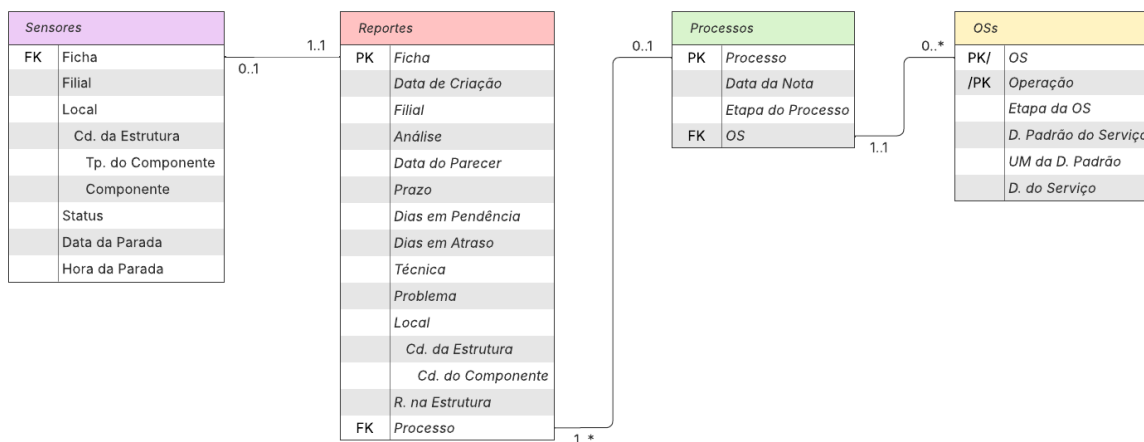 Sensores
FK Ficha
Filial
Local
Cd. da Estrutura
Tp. do Componente
Componente
Status
Data da Parada
Hora da Parada
1..1
0..1
Reportes
PK Ficha
Data de Criação
Filial
Análise
Data do Parecer
Prazo
Dias em Pendência
Dias em Atraso
Técnica
Problema
Local
Cd. da Estrutura
Cd. do Componente
R. na Estrutura
FK Processo
1..*
0..1
Processos
PK Processo
Data da Nota
Etapa do Processo
FK OS
1..1
0..*
OSs
PK/ OS
/PK Operação
Etapa da OS
D. Padrão do Serviço
UM da D. Padrão
D. do Serviço